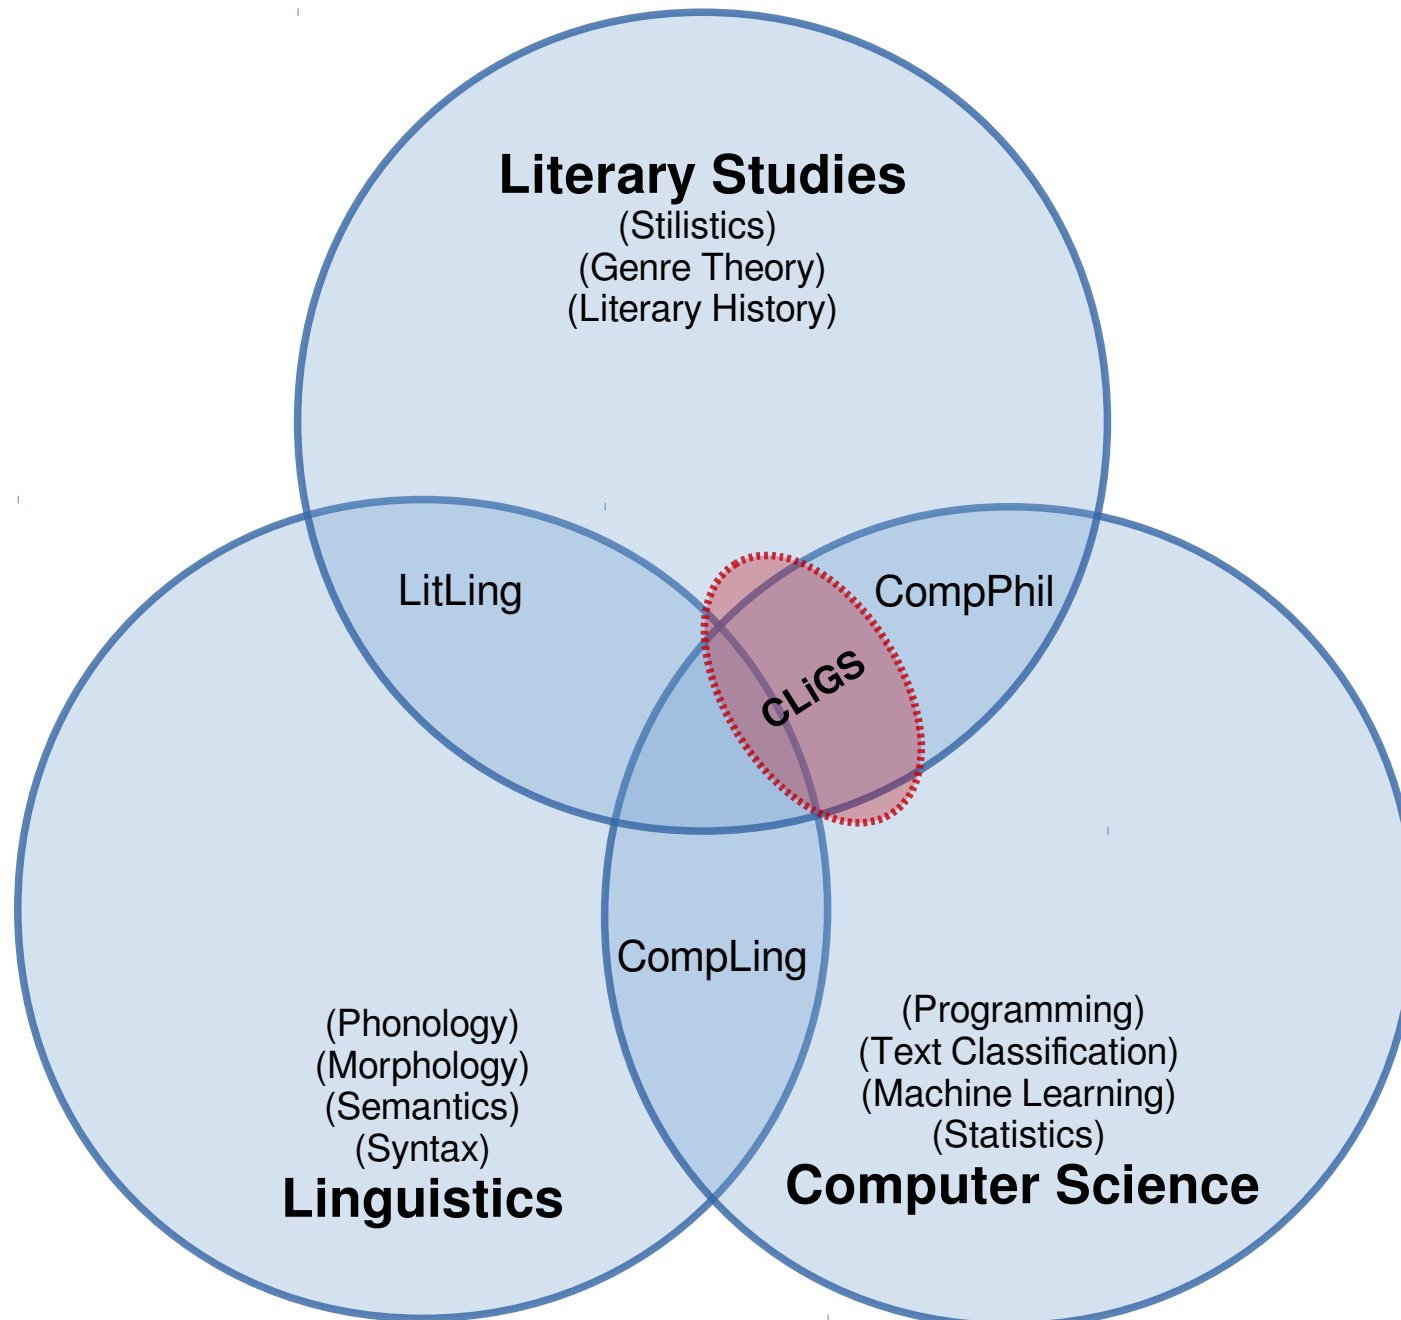 Literary Studies
(Stilistics)
(Genre Theory)
(Literary History)
LitLing
CompPhil
CLiGS
CompLing
(Phonology)
(Morphology)
(Semantics)
(Syntax)
Linguistics
(Programming)
(Text Classification)
(Machine Learning)
(Statistics)
Computer Science